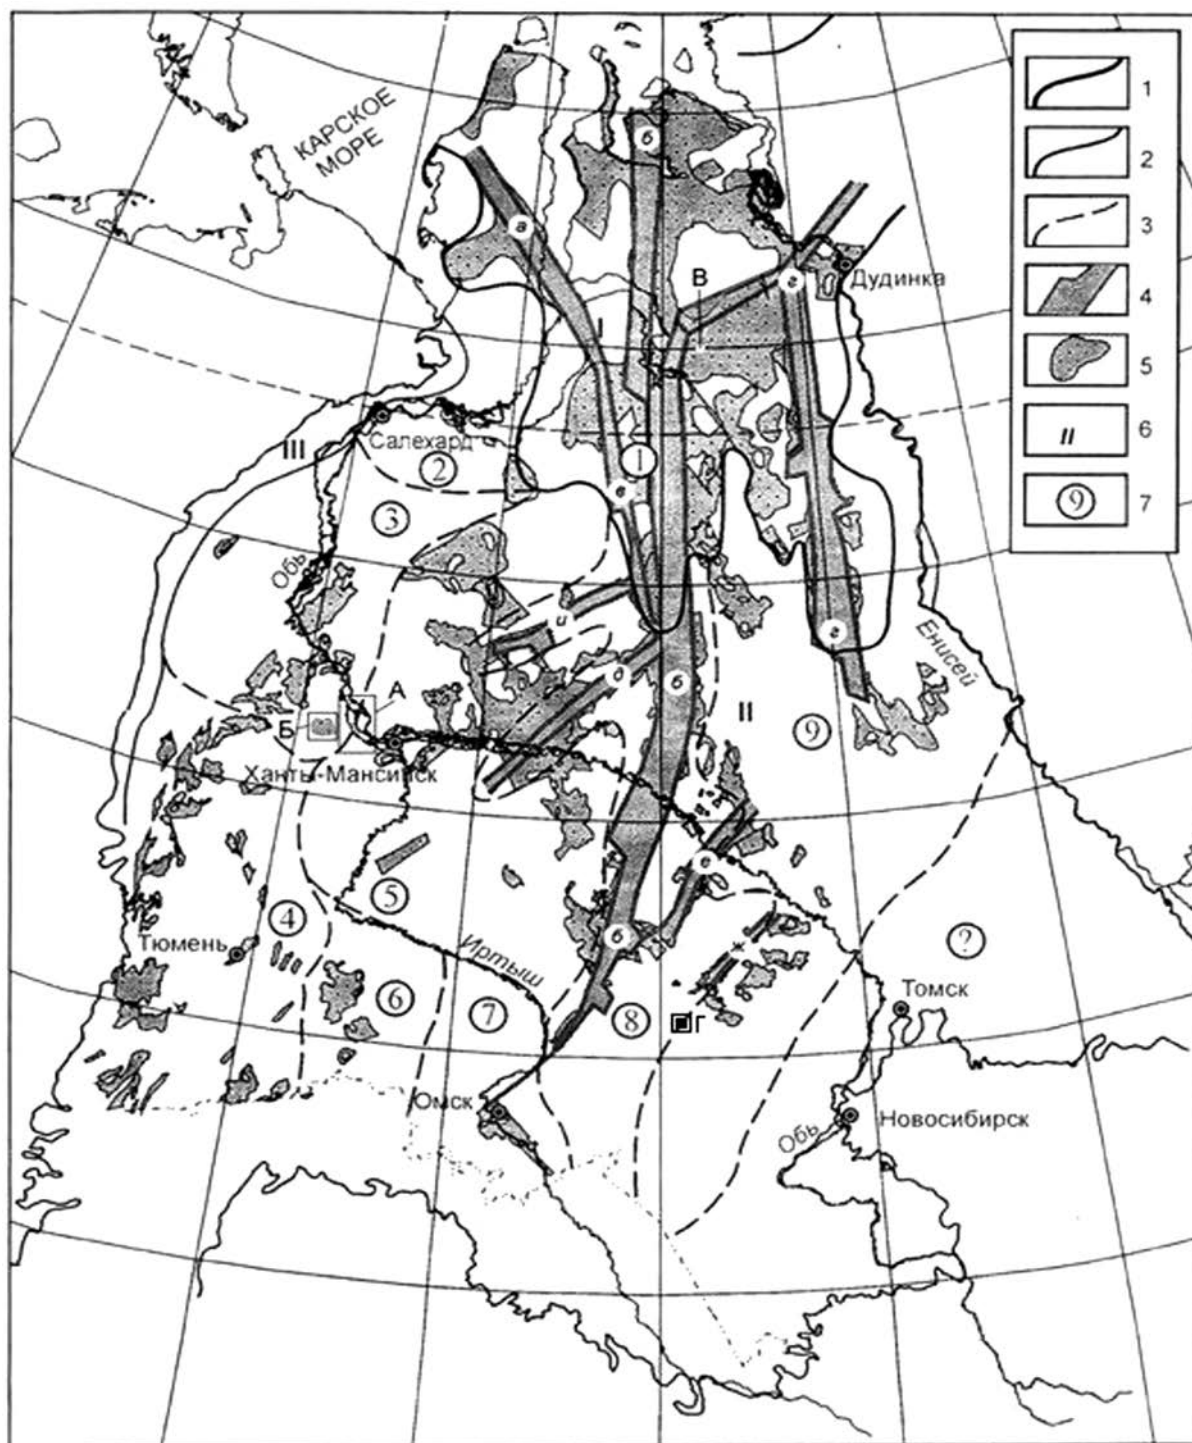 КАРСКОЕ
МОРЕ
1
2
3
4
5
II
6
9
7
б
а
В
г
Дудинка
I
Салехард
III
2
1
3
в
Обь
и
г
Енисей
д
б
А
II
Б
9
Ханты-Мансийск
е
5
4
Тюмень
Иртыш
б
ж
?
Томск
6
7
8
Г
Омск
Новосибирск
Обь